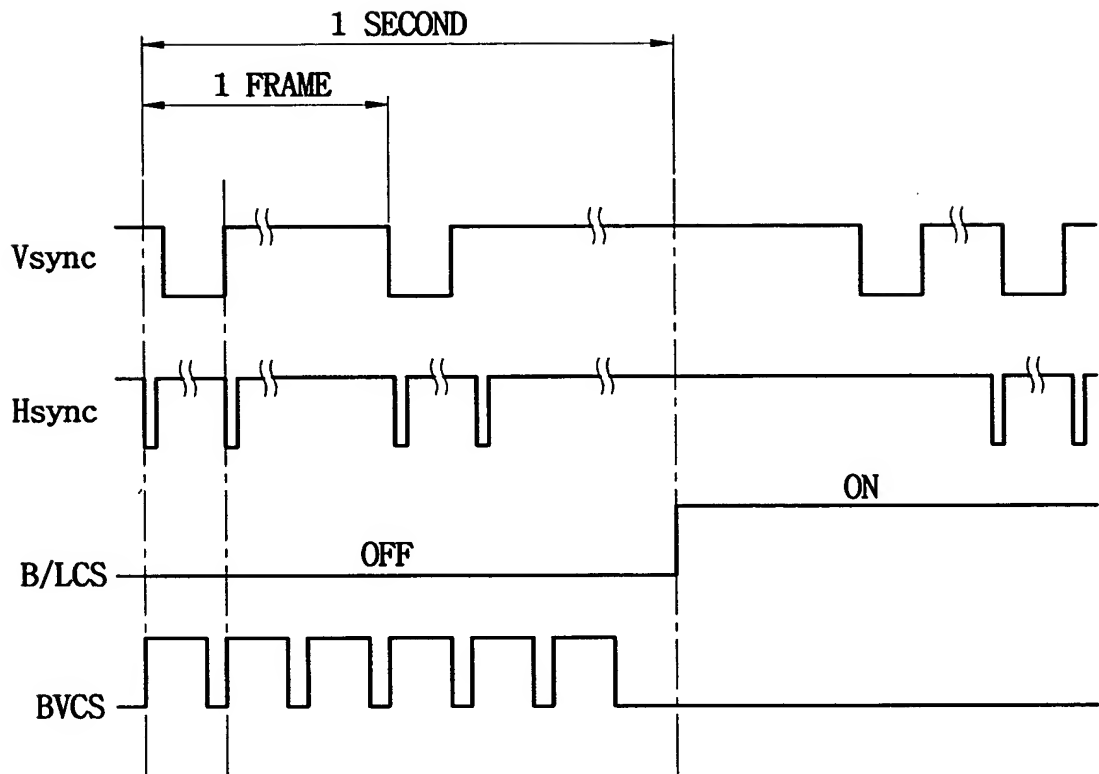 1 SECOND
1 FRAME
Vsync
Hsync
ON
OFF
B/LCS
BVCS